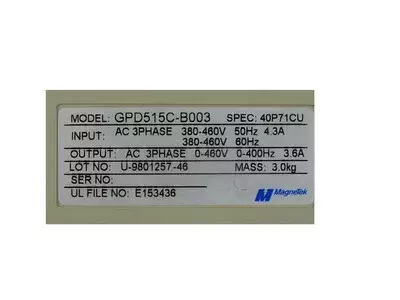 MODEL: GPD515C-B003 SPEC: 40P71CU
INPUT: AC 3PHASE 380-460V 50Hz 4.3A
380-460V 60Hz
OUTPUT: AC 3PHASE 0-460V 0-400Hz 3.6A
LOT NO: U-9801257-46 MASS: 3.0kg
SER NO:
UL FILE NO: E153436
M MagneTek